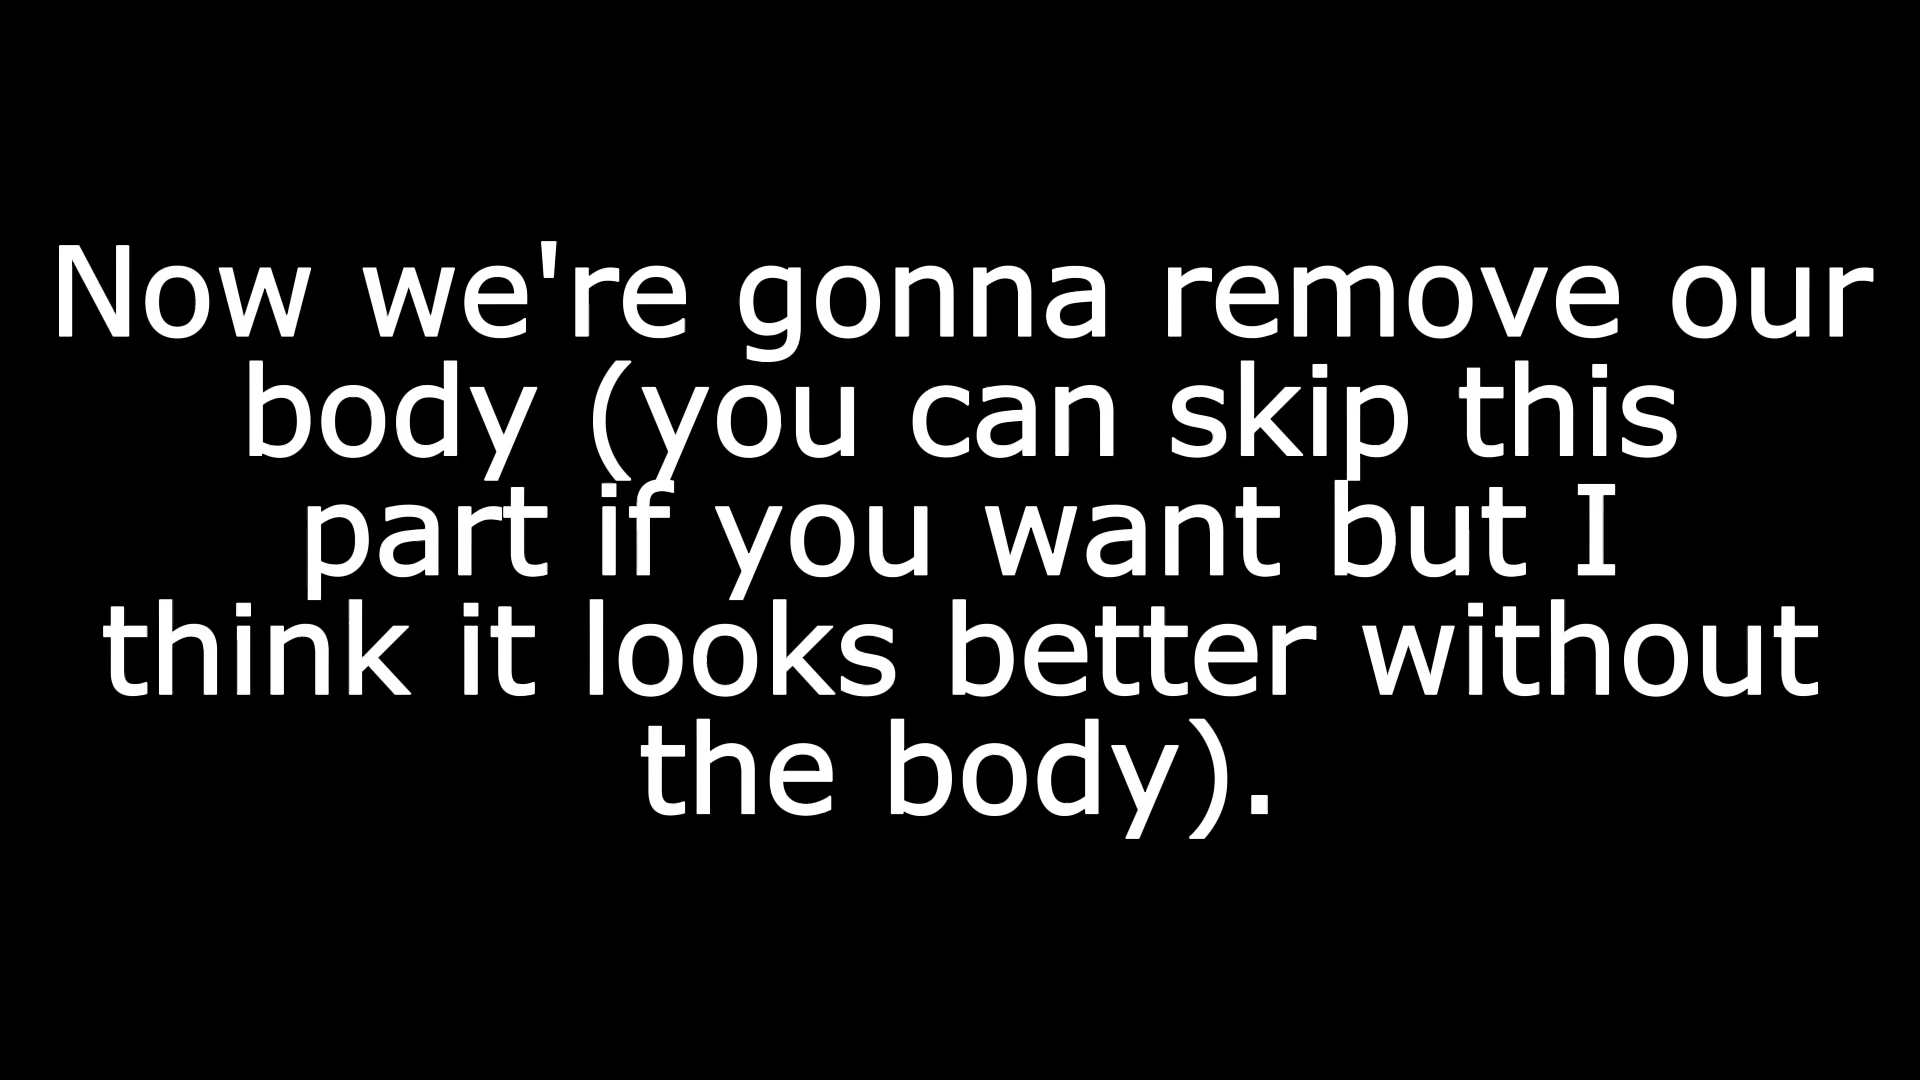 Now we're gonna remove our
body (you can skip this
part if you want but I
think it looks better without
the body).